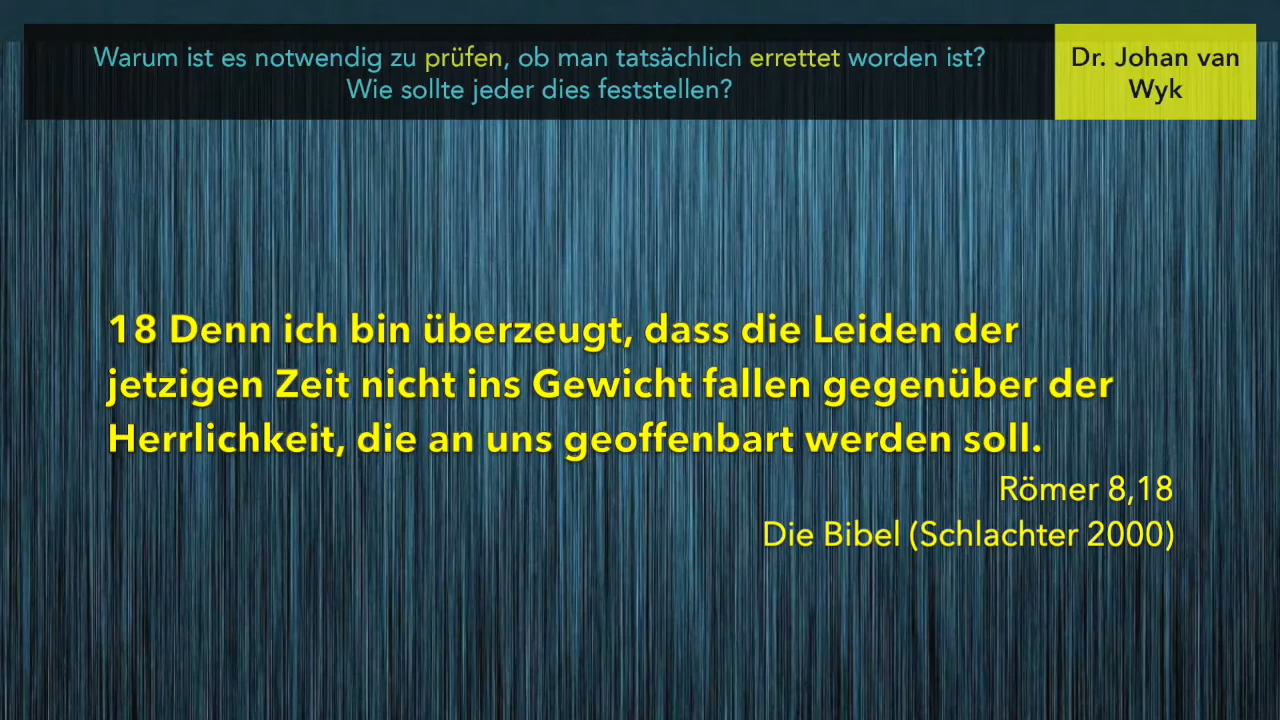 Warum ist es notwendig zu prüfen, ob man tatsächlich errettet worden ist?
Wie sollte jeder dies feststellen?
Dr. Johan van
Wyk
18 Denn ich bin überzeugt, dass die Leiden der
jetzigen Zeit nicht ins Gewicht fallen gegenüber der
Herrlichkeit, die an uns geoffenbart werden soll.
Römer 8,18
Die Bibel (Schlachter 2000)